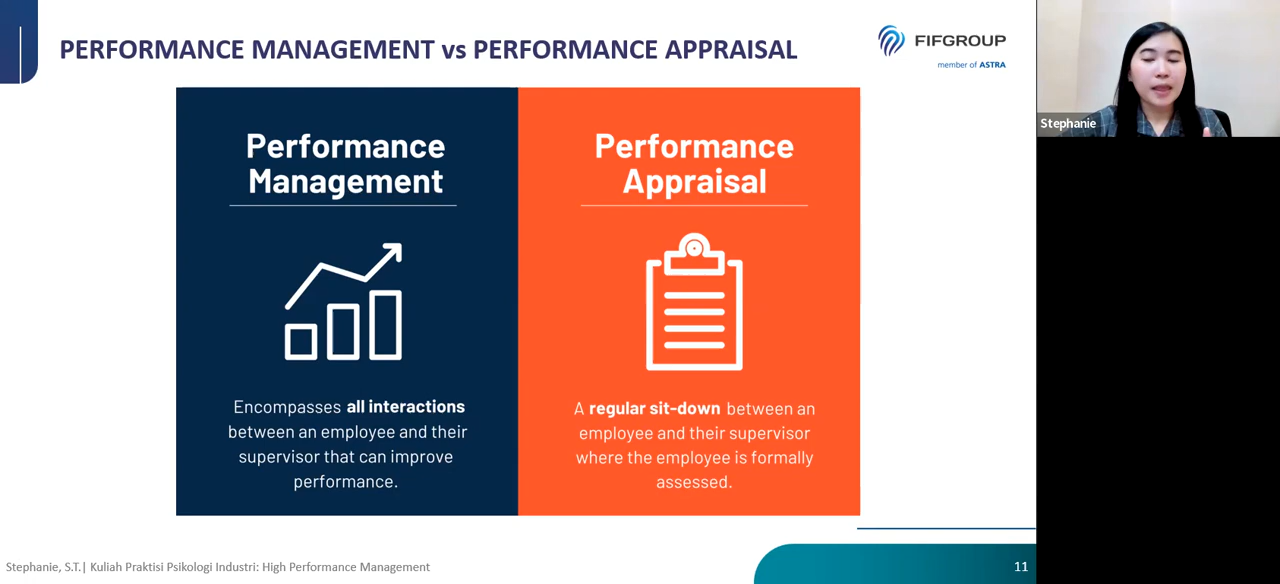 PERFORMANCE MANAGEMENT vs PERFORMANCE APPRAISAL
FIFGROUP
member of ASTRA
Stephanie
Performance
Management
Encompasses all interactions
between an employee and their
supervisor that can improve
performance.
Performance
Appraisal
A regular sit-down between an
employee and their supervisor
where the employee is formally
assessed.
Stephanie, S.T.| Kuliah Praktisi Psikologi Industri: High Performance Management
11